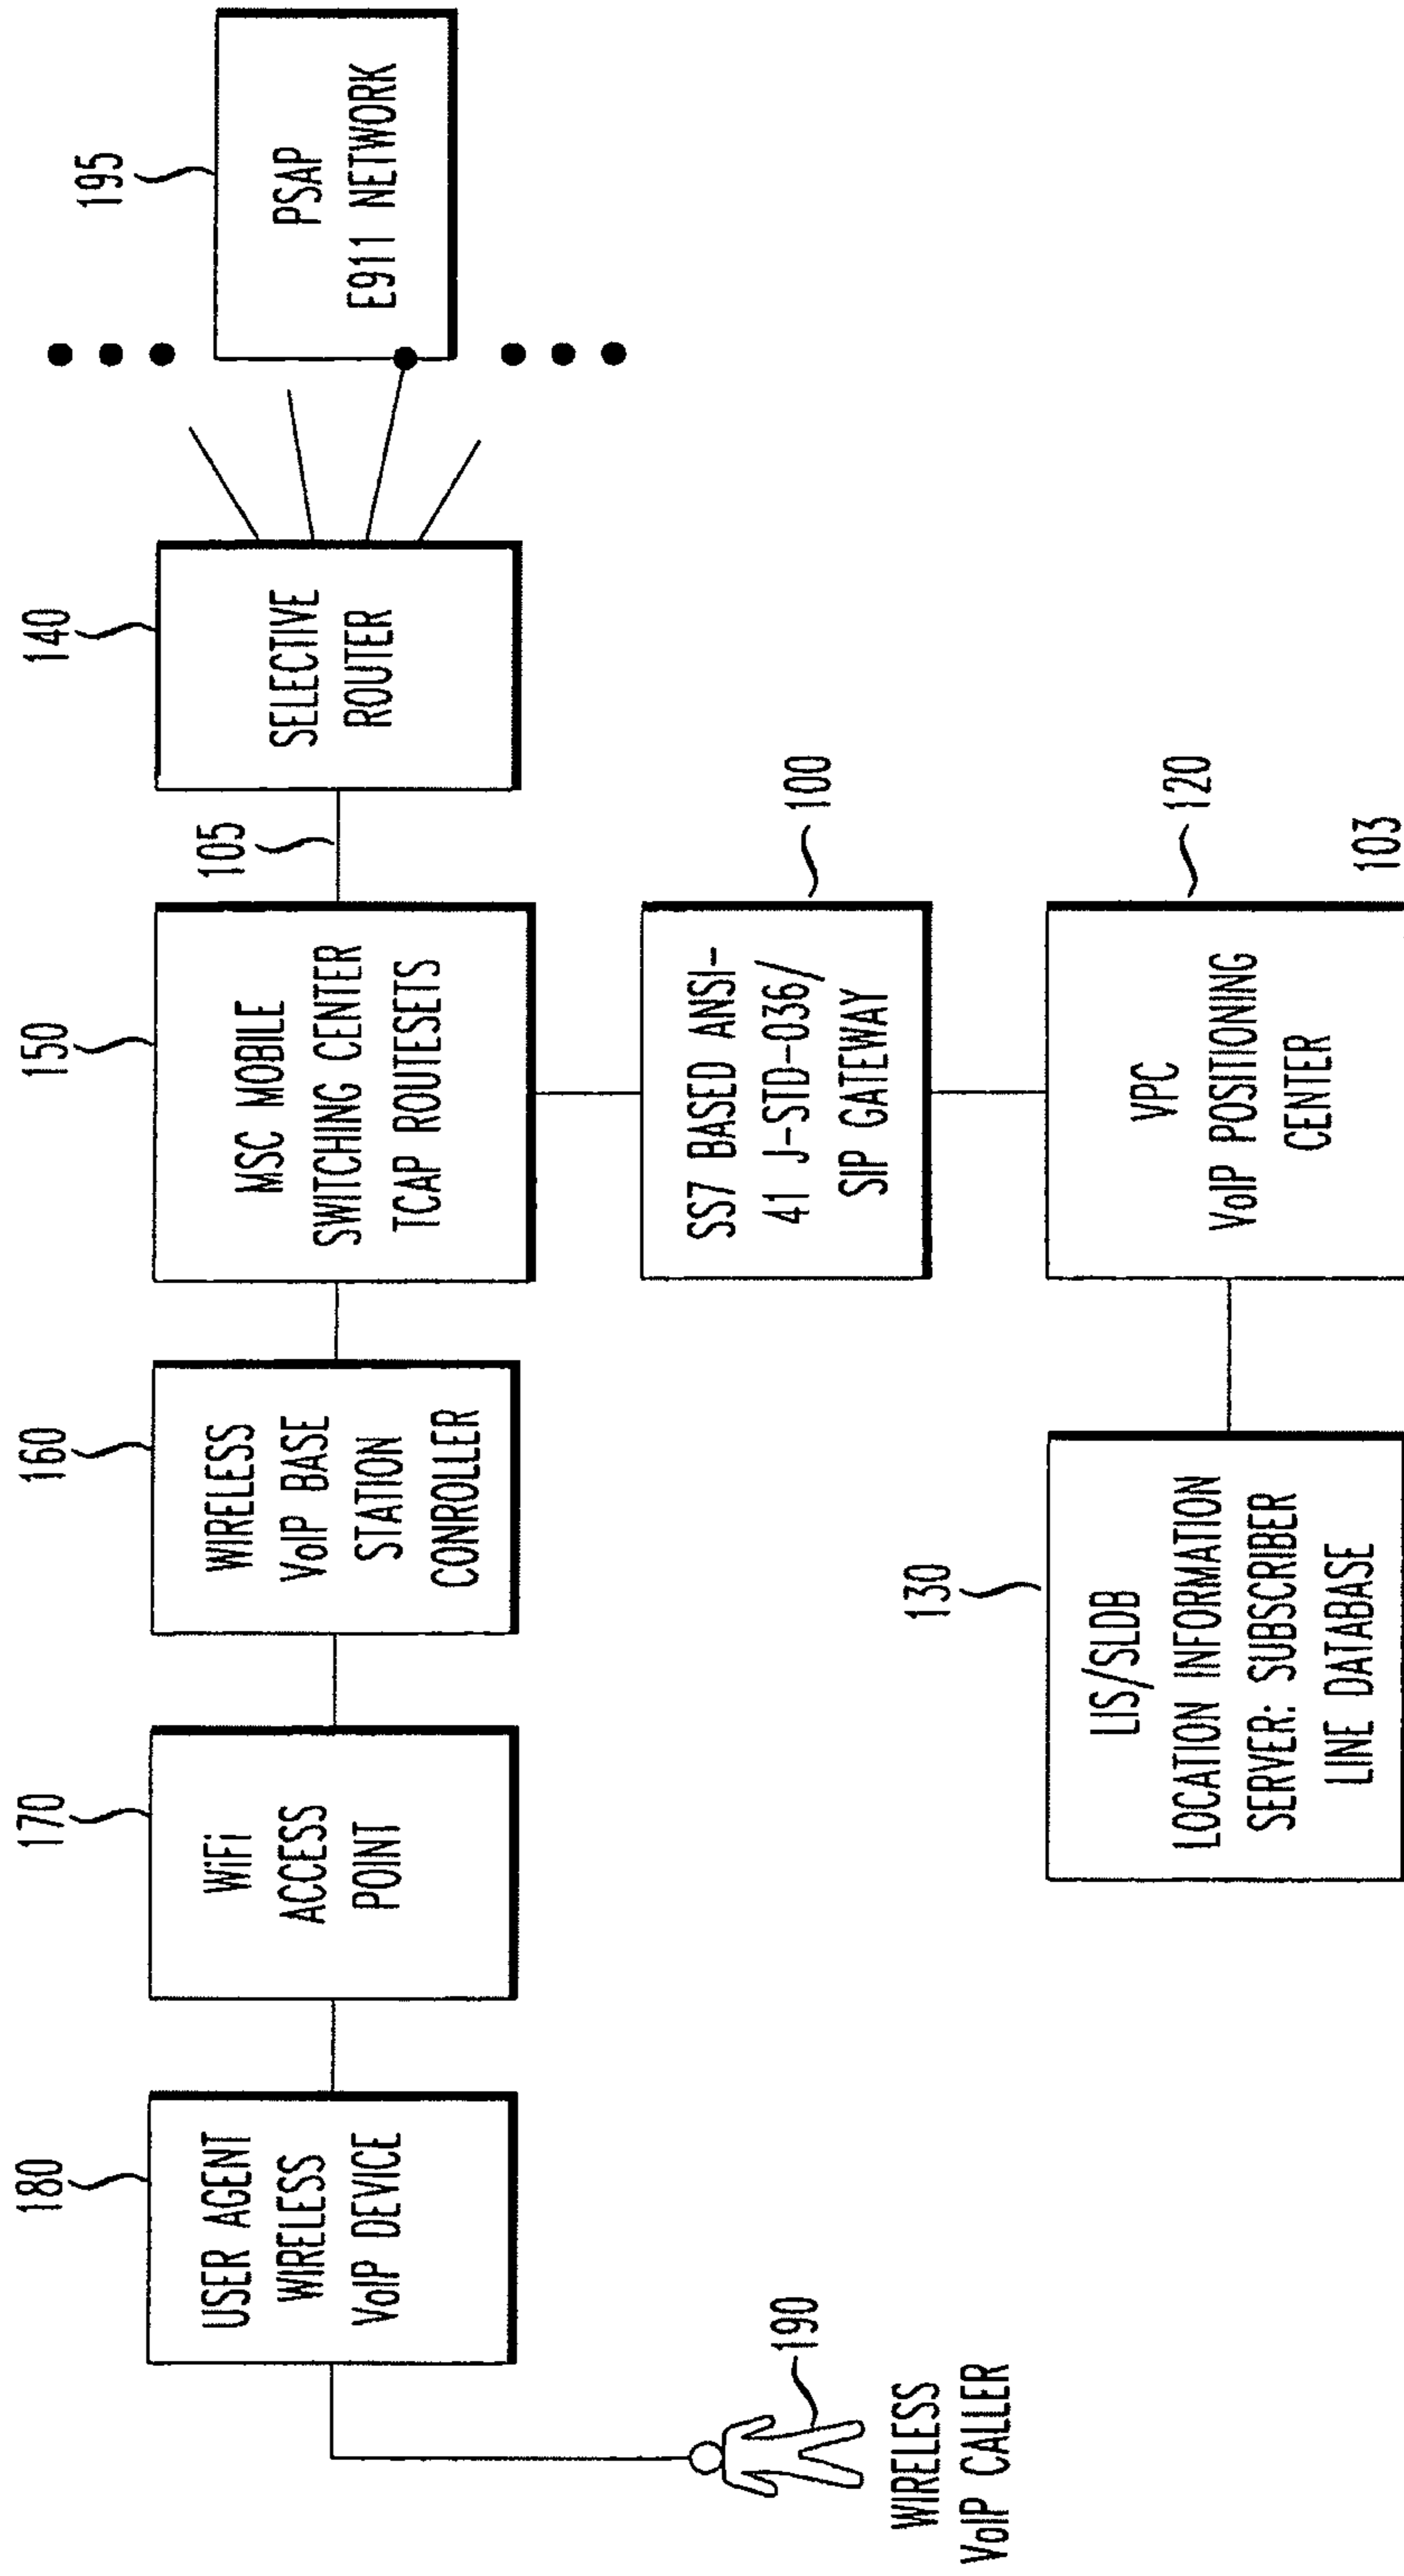 180
USER AGENT
WIRELESS
VoIP DEVICE
170
WiFi
ACCESS
POINT
160
WIRELESS
VoIP BASE
STATION
CONROLLER
150
MSC MOBILE
SWITCHING CENTER
TCAP ROUTESETS
105
140
SELECTIVE
ROUTER
195
PSAP
E911 NETWORK
190
WIRELESS
VoIP CALLER
SS7 BASED ANSI-
41 J-STD-036/
SIP GATEWAY
100
130
LIS/SLDB
LOCATION INFORMATION
SERVER: SUBSCRIBER
LINE DATABASE
VPC
VoIP POSITIONING
CENTER
120
103